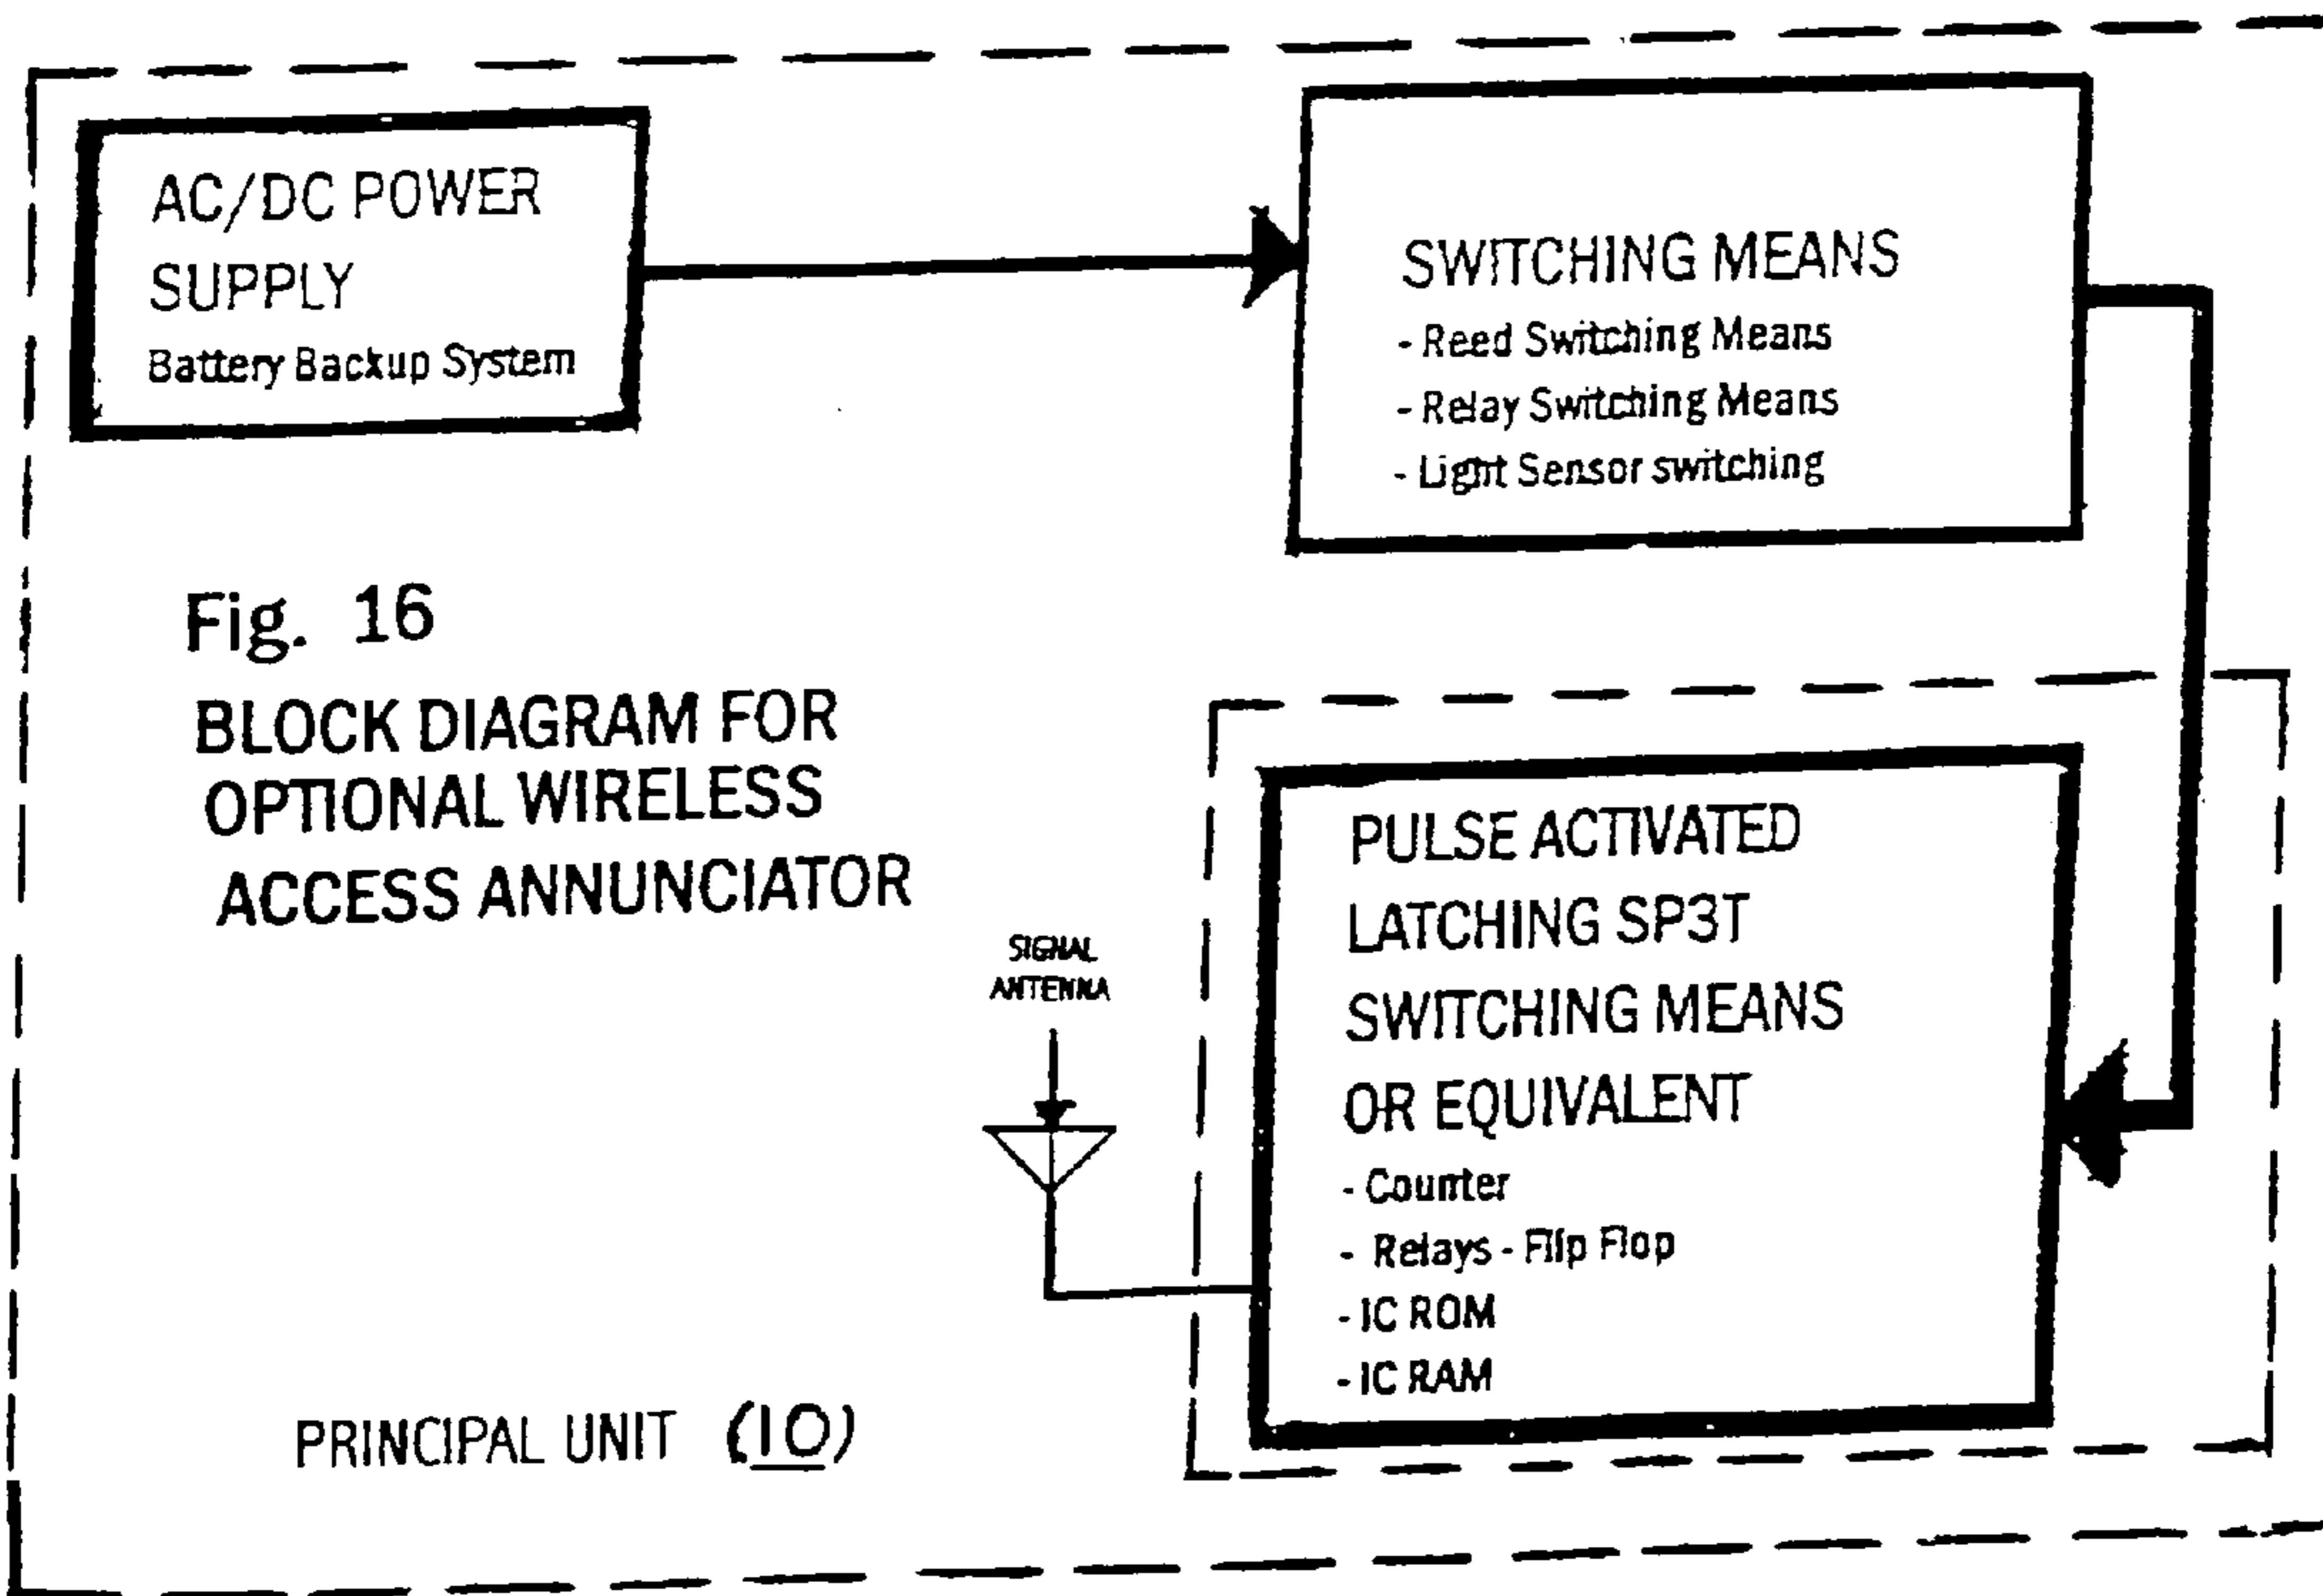 AC/DC POWER
SUPPLY
Battery Backup System
SWITCHING MEANS
- Reed Switching Means
- Relay Switching Means
- Light Sensor switching
Fig. 16
BLOCK DIAGRAM FOR
OPTIONAL WIRELESS
ACCESS ANNUNCIATOR
SIGNAL
ANTENNA
PULSE ACTIVATED
LATCHING SP3T
SWITCHING MEANS
OR EQUIVALENT
- Counter
- Relays - Flip Flop
- IC ROM
- IC RAM
PRINCIPAL UNIT (10)